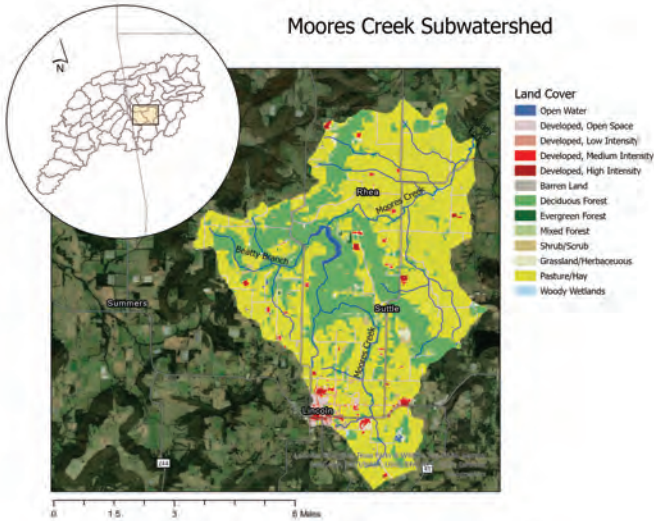 Moores Creek Subwatershed
N
Land Cover
Open Water
Developed, Open Space
Developed, Low Intensity
Developed, Medium Intensity
Developed, High Intensity
Barren Land
Deciduous Forest
Evergreen Forest
Mixed Forest
Shrub/Scrub
Grassland/Herbaceuous
Pasture/Hay
Woody Wetlands
Rhea
Moores Creek
Beatty Branch
Summers
Suttle
Moores Creek
Lincoln
244
0 1.5 3 6 Miles